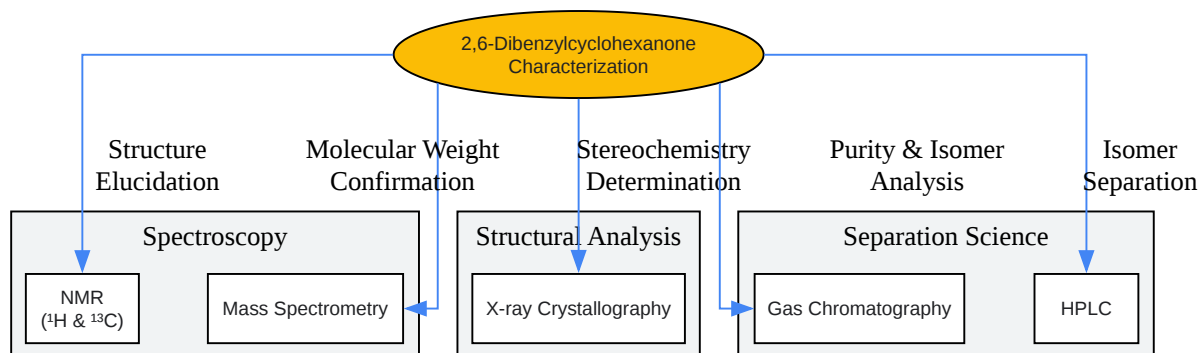 2,6-Dibenzylcyclohexanone
Characterization
Structure
Elucidation
Molecular Weight
Confirmation
Stereochemistry
Determination
Purity & Isomer
Analysis
Isomer
Separation
Spectroscopy
Structural Analysis
Separation Science
NMR
(¹H & ¹³C)
Mass Spectrometry
X-ray Crystallography
Gas Chromatography
HPLC